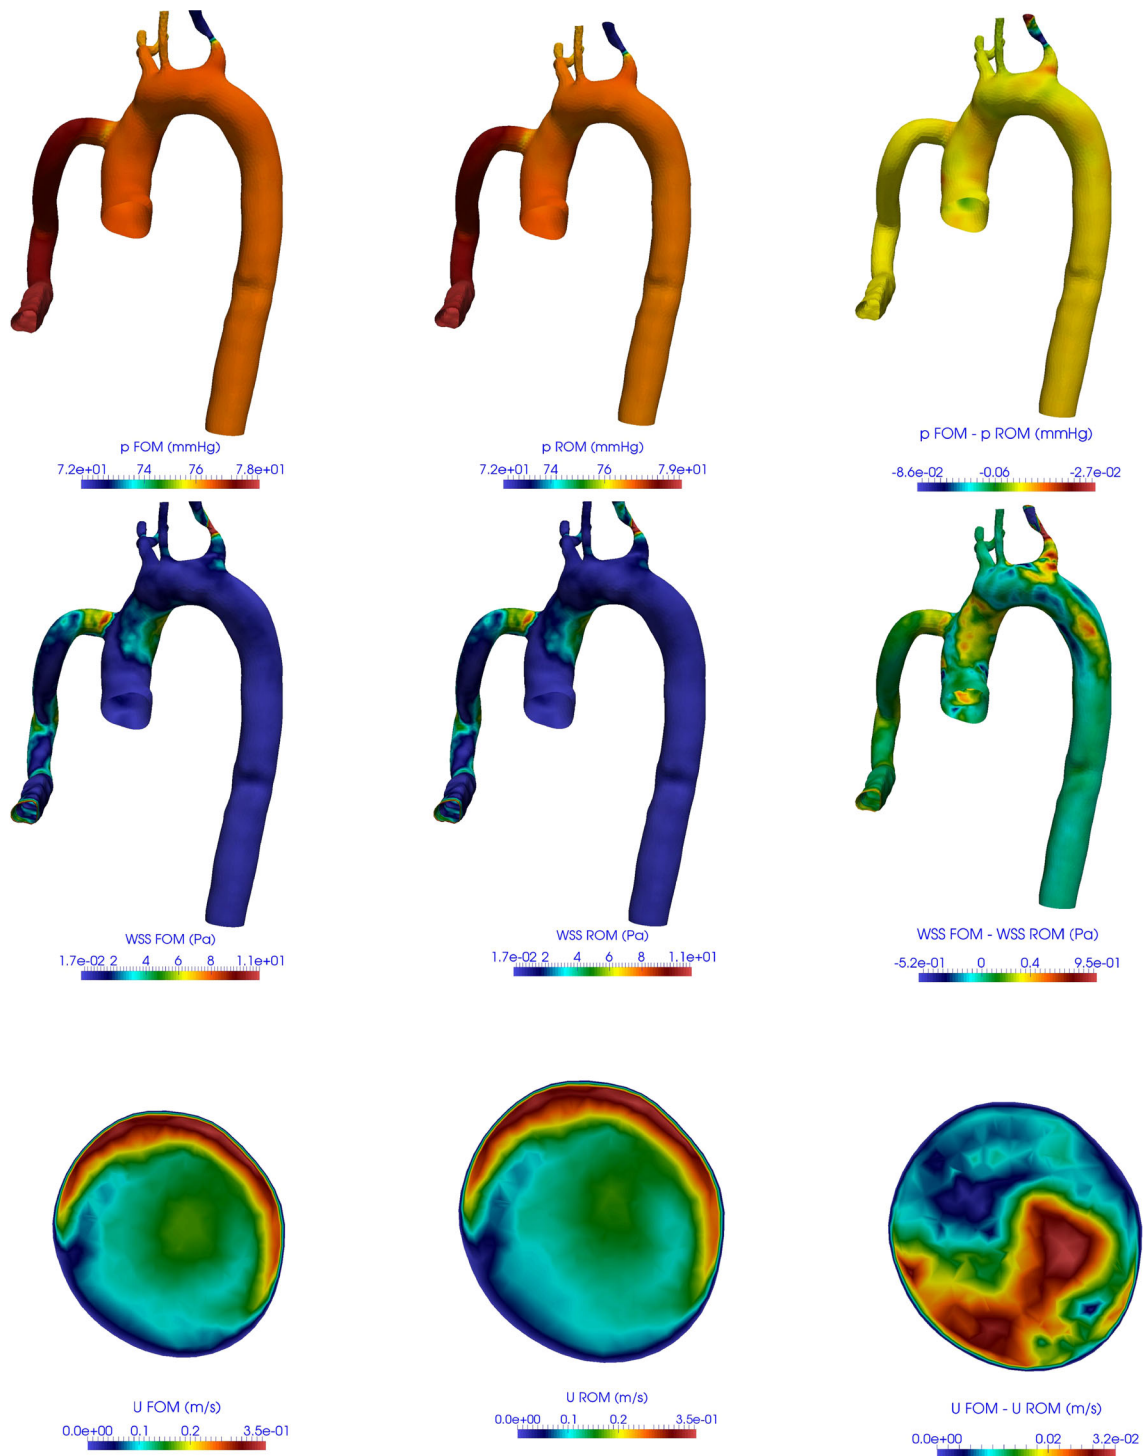 p FOM (mmHg)
7.2e+01 74 76 7.8e+01
p ROM (mmHg)
7.2e+01 74 76 7.9e+01
p FOM - p ROM (mmHg)
-8.6e-02 -0.06 -2.7e-02
WSS FOM (Pa)
1.7e-02 2 4 6 8 1.1e+01
WSS ROM (Pa)
1.7e-02 2 4 6 8 1.1e+01
WSS FOM - WSS ROM (Pa)
-5.2e-01 0 0.4 9.5e-01
U FOM (m/s)
0.0e+00 0.1 0.2 3.5e-01
U ROM (m/s)
0.0e+00 0.1 0.2 3.5e-01
U FOM - U ROM (m/s)
0.0e+00 0.02 3.2e-02